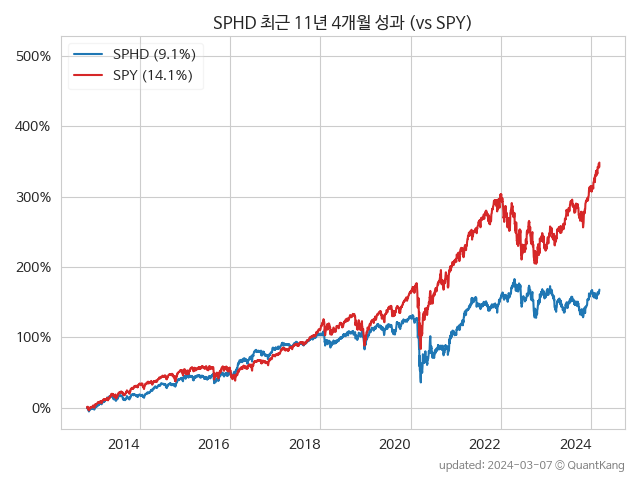 SPHD 최근 11년 4개월 성과 (vs SPY)
SPHD (9.1%)
SPY (14.1%)
500%
400%
300%
200%
100%
0%
2014 2016 2018 2020 2022 2024
updated: 2024-03-07 © QuantKang